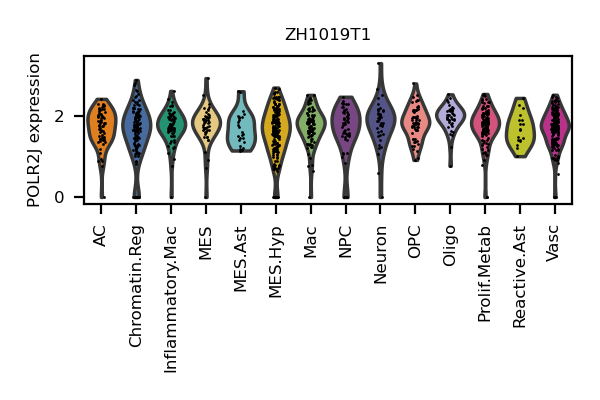 ZH1019T1
POLR2J expression
2
0
AC
Chromatin.Reg
Inflammatory.Mac
MES
MES.Ast
MES.Hyp
Mac
NPC
Neuron
OPC
Oligo
Prolif.Metab
Reactive.Ast
Vasc